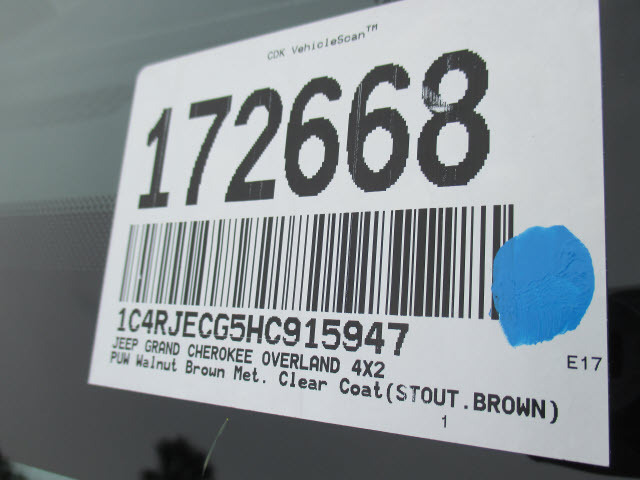 CDK VehicleScan™
172668
1C4RJECG5HC915947
JEEP GRAND CHEROKEE OVERLAND 4X2
PUW Walnut Brown Met. Clear Coat(STOUT.BROWN)
E17
1